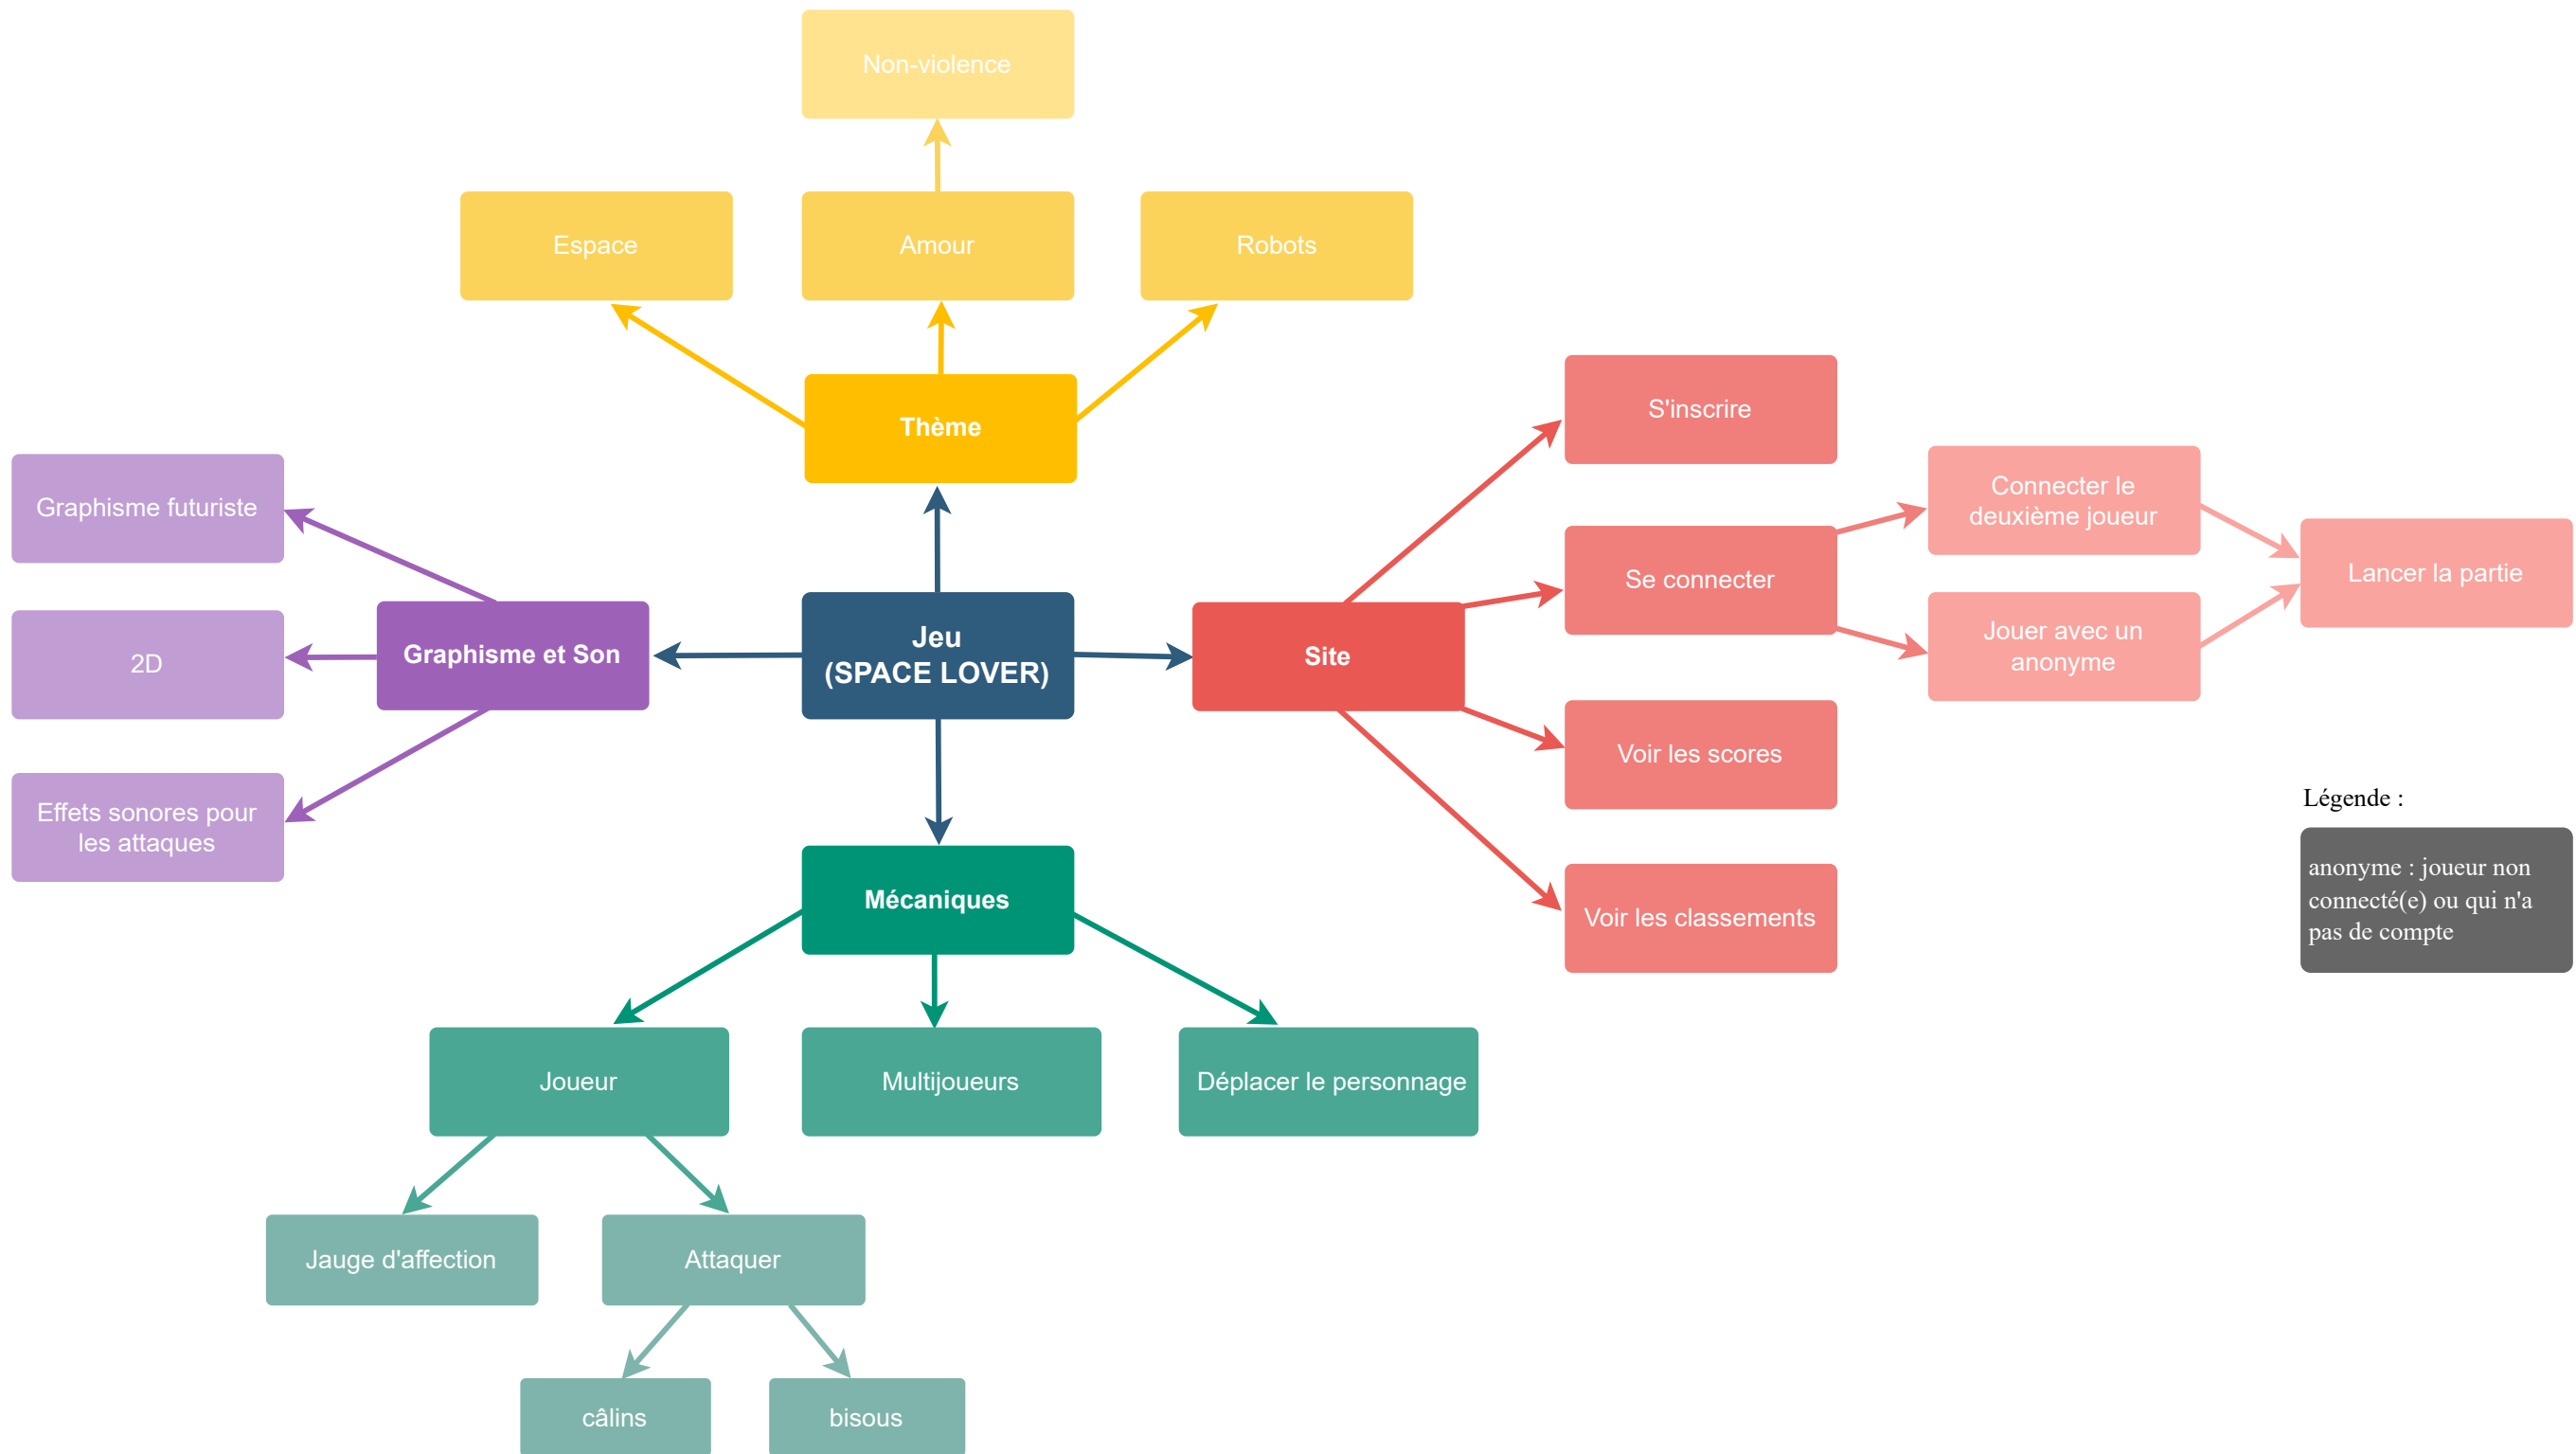 Non-violence
Espace
Amour
Robots
Thème
S'inscrire
Graphisme futuriste
Connecter le
deuxième joueur
Se connecter
Lancer la partie
2D
Graphisme et Son
Jeu
(SPACE LOVER)
Site
Jouer avec un
anonyme
Voir les scores
Effets sonores pour
les attaques
Légende :
anonyme : joueur non
connecté(e) ou qui n'a
pas de compte
Mécaniques
Voir les classements
Joueur
Multijoueurs
Déplacer le personnage
Jauge d'affection
Attaquer
câlins
bisous